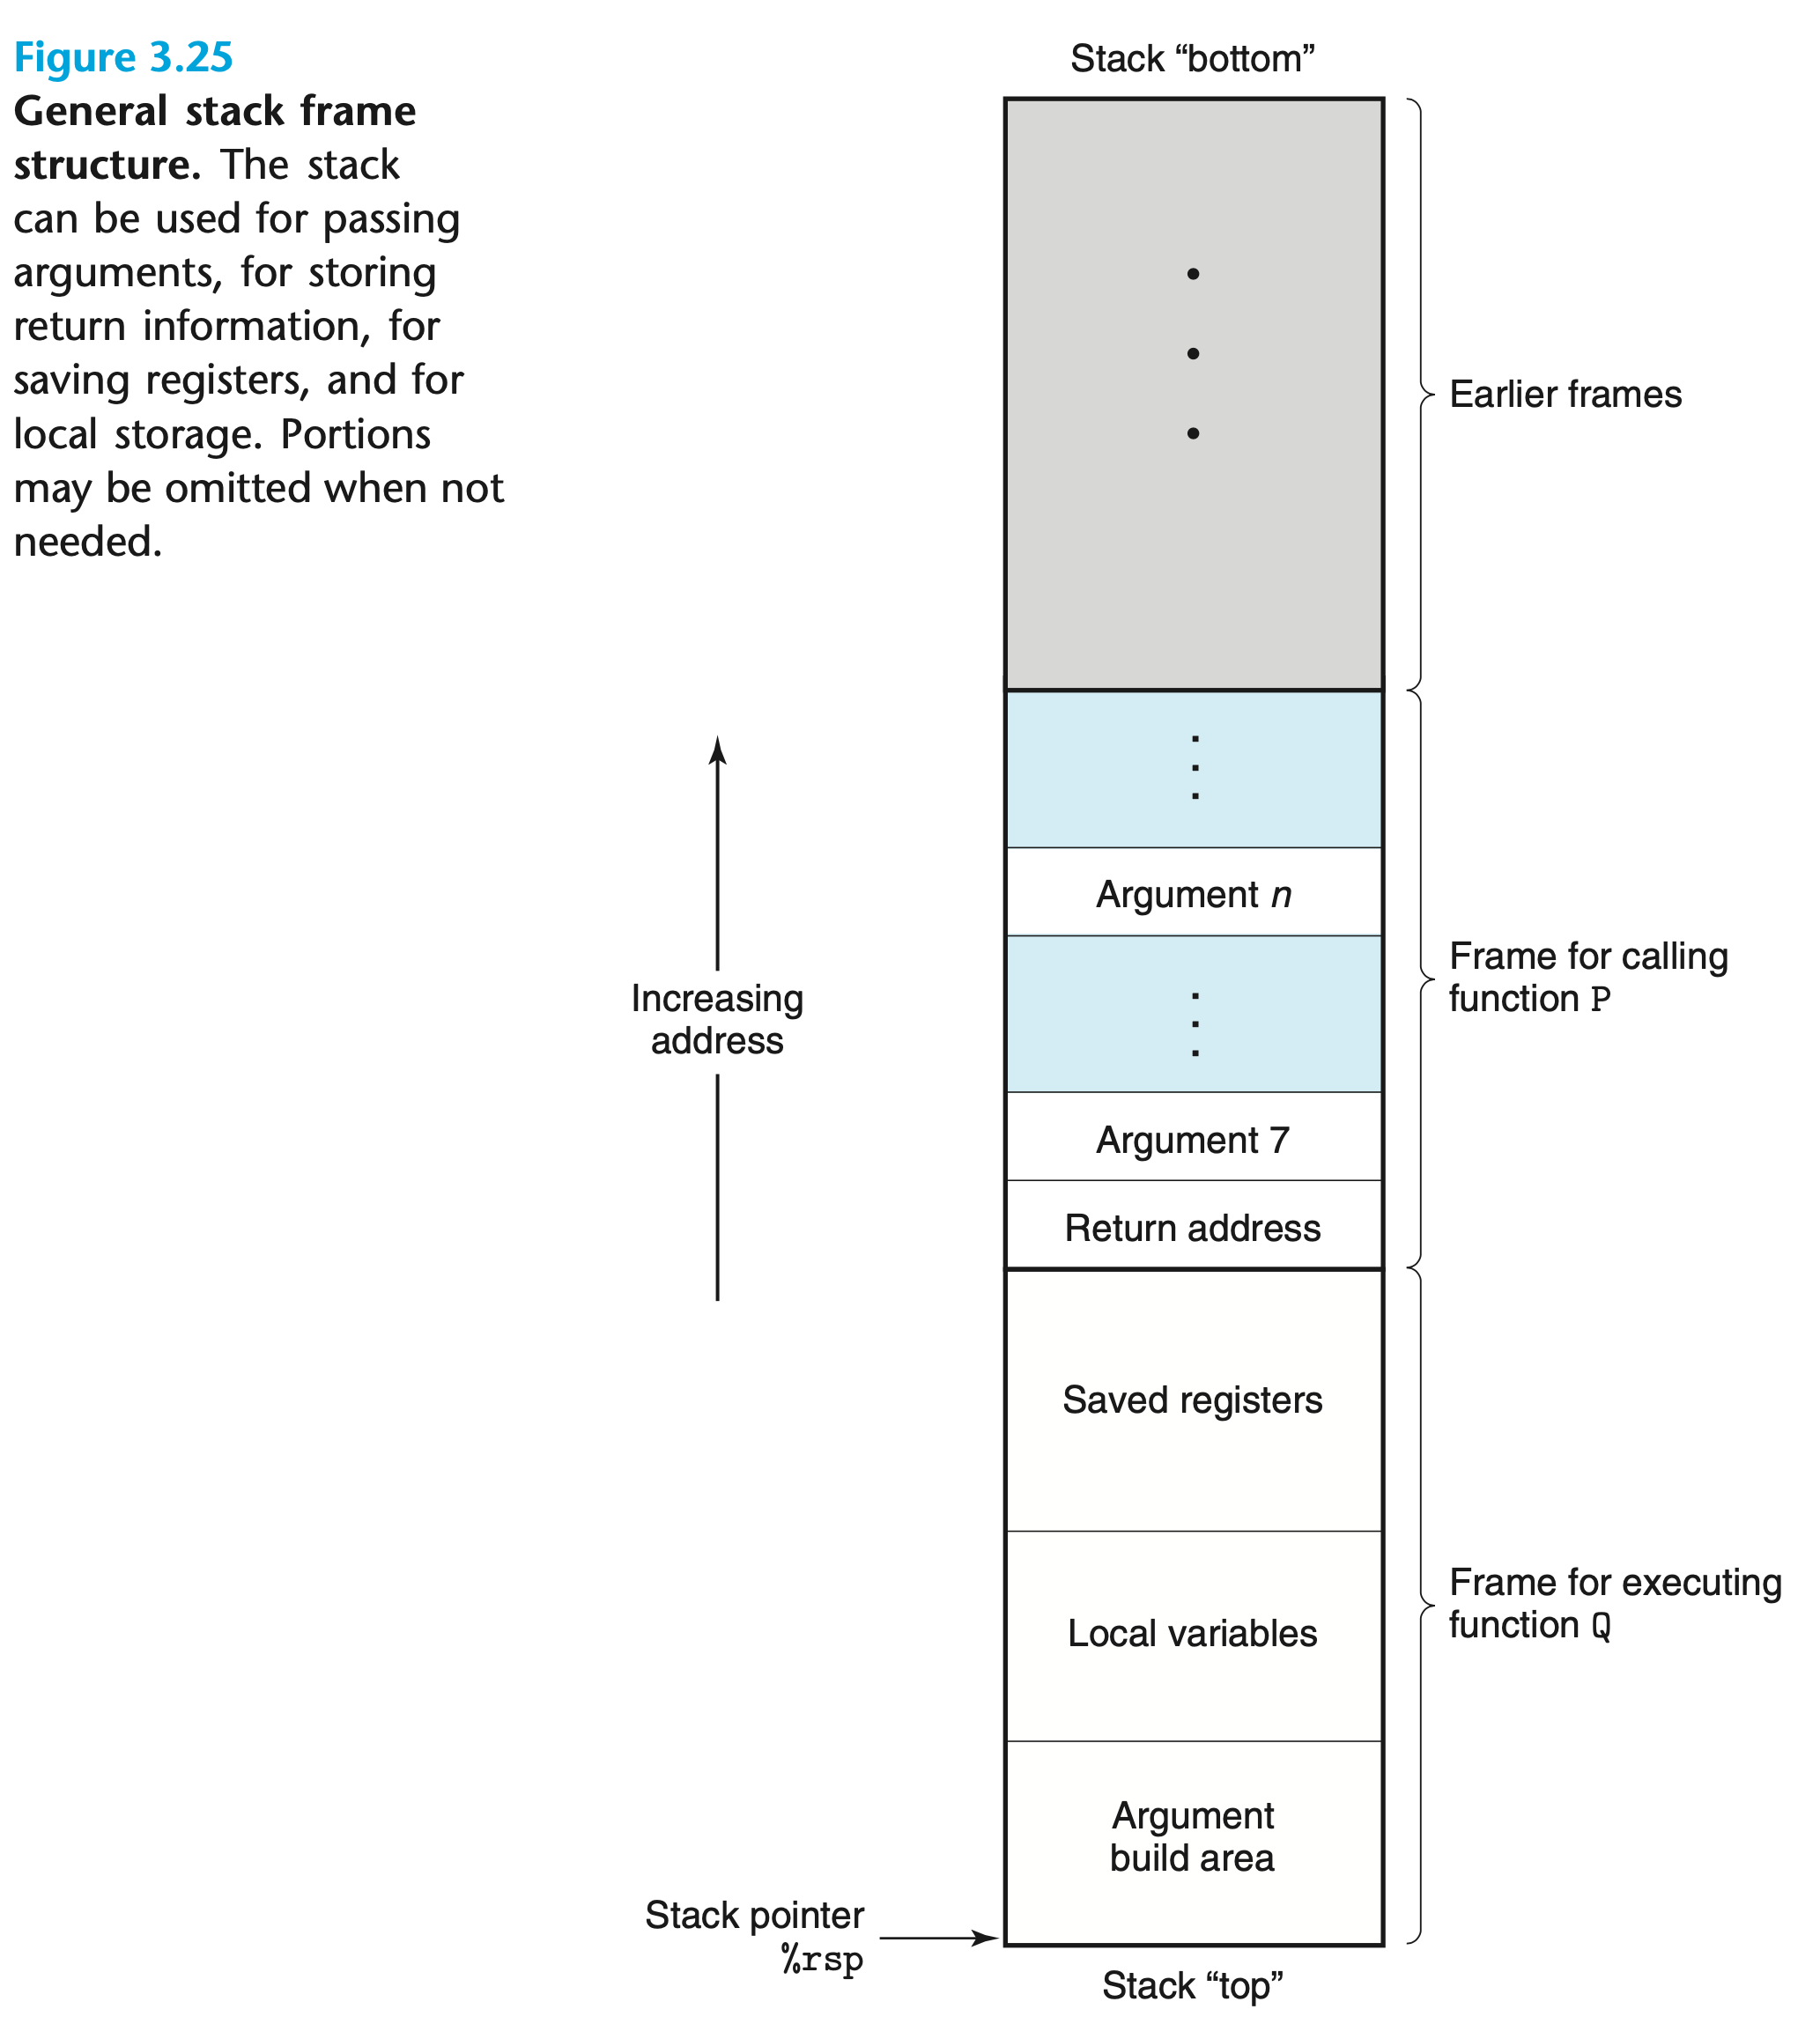 Figure 3.25
General stack frame
structure. The stack
can be used for passing
arguments, for storing
return information, for
saving registers, and for
local storage. Portions
may be omitted when not
needed.
Stack “bottom”
Earlier frames
Argument n
Frame for calling
function P
Increasing
address
Argument 7
Return address
Saved registers
Frame for executing
function Q
Local variables
Argument
build area
Stack pointer
%rsp
Stack “top”